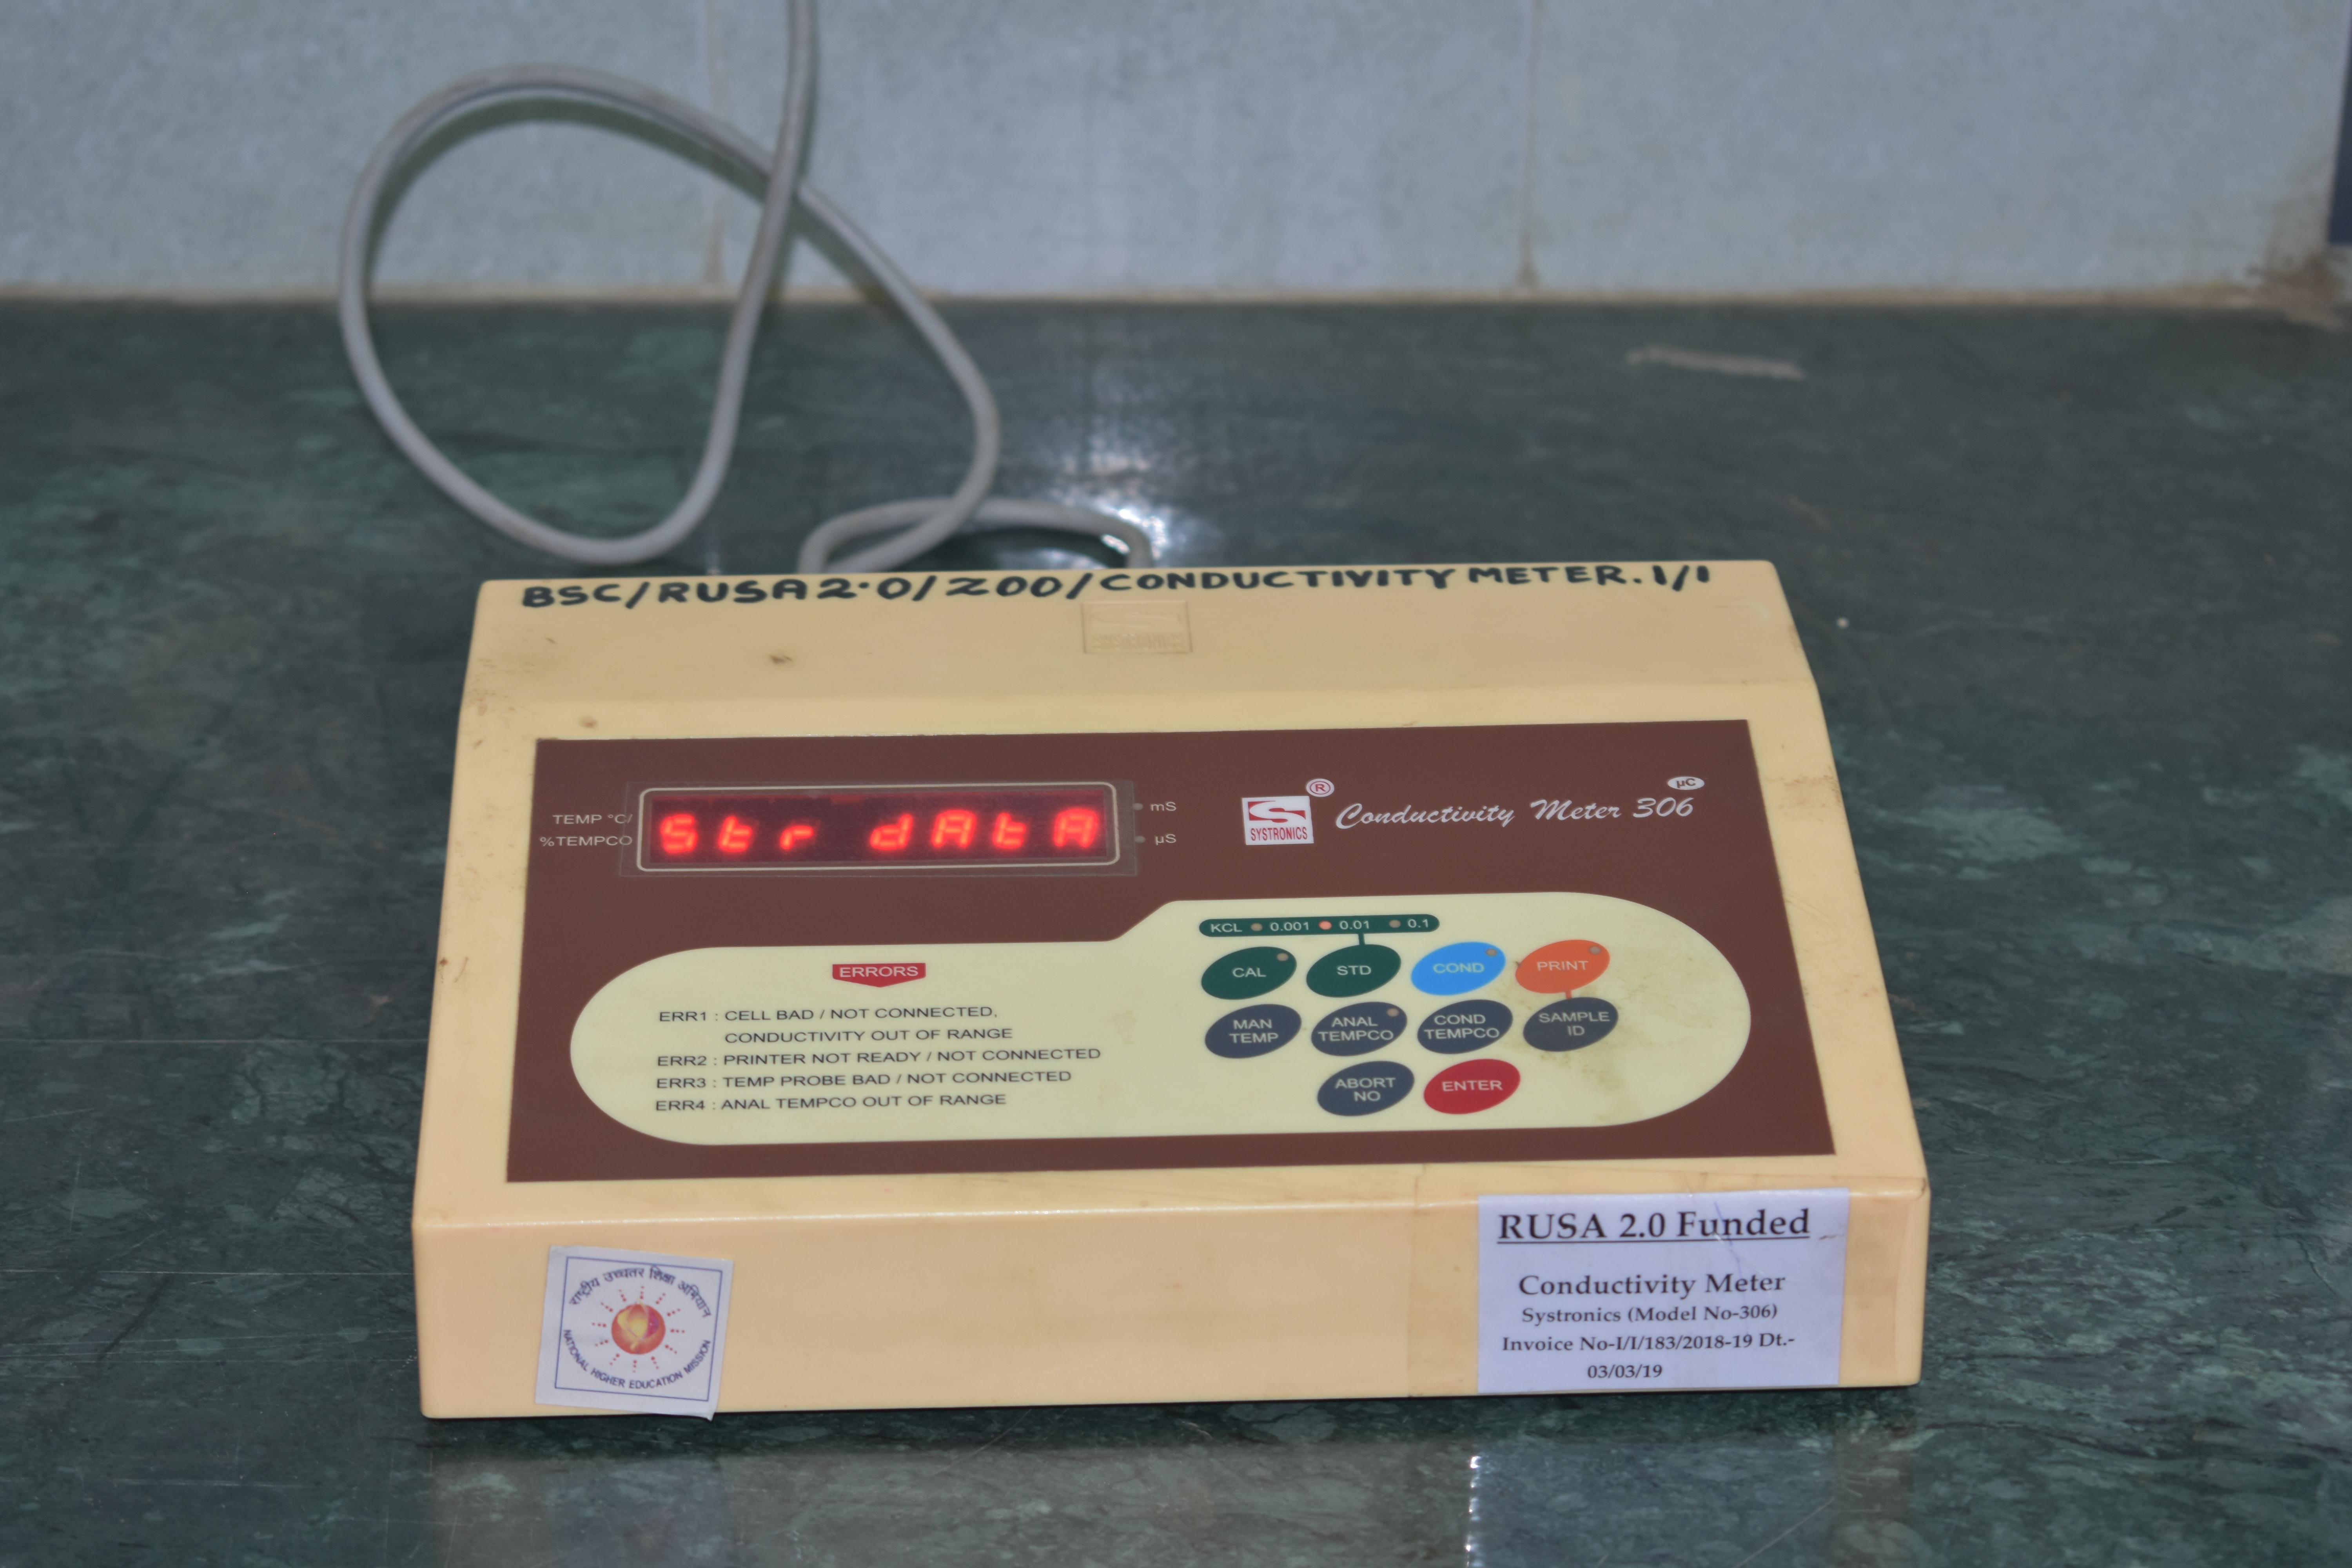 BSC/RUSA2.0/ZOO/CONDUCTIVITY METER.1/1
TEMP °C/
%TEMPCO
Str dAtA
mS
µS
®
SYSTRONICS
Conductivity Meter 306
µC
KCL 0.001 0.01 0.1
CAL STD COND PRINT
MAN TEMP
ANAL TEMPCO
COND TEMPCO
SAMPLE ID
ABORT NO
ENTER
ERRORS
ERR1 : CELL BAD / NOT CONNECTED,
CONDUCTIVITY OUT OF RANGE
ERR2 : PRINTER NOT READY / NOT CONNECTED
ERR3 : TEMP PROBE BAD / NOT CONNECTED
ERR4 : ANAL TEMPCO OUT OF RANGE
राष्ट्रीय उच्चतर शिक्षा अभियान
NATIONAL HIGHER EDUCATION MISSION
RUSA 2.0 Funded
Conductivity Meter
Systronics (Model No-306)
Invoice No-I/I/183/2018-19 Dt.-
03/03/19